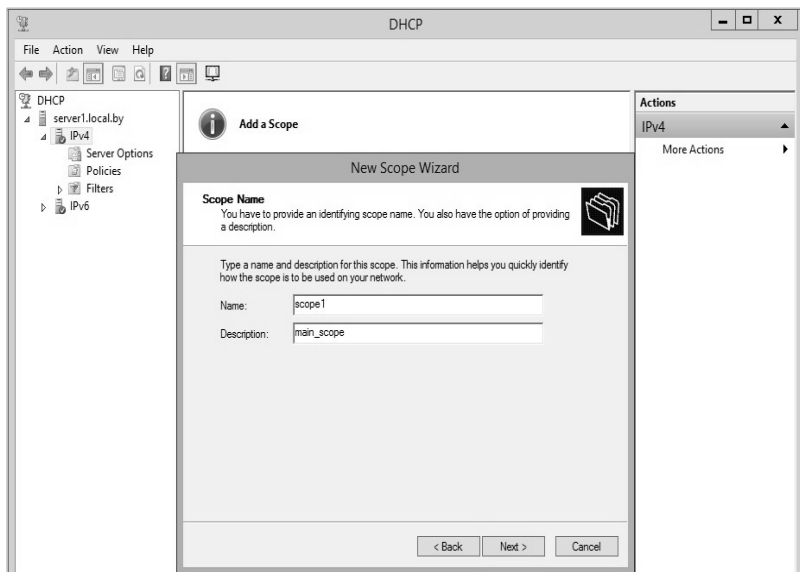 DHCP
File Action View Help
DHCP
server1.local.by
IPv4
Server Options
Policies
Filters
IPv6
Add a Scope
Actions
IPv4
More Actions
New Scope Wizard
Scope Name
You have to provide an identifying scope name. You also have the option of providing
a description.
Type a name and description for this scope. This information helps you quickly identify
how the scope is to be used on your network.
Name: scope1
Description: main_scope
< Back Next > Cancel